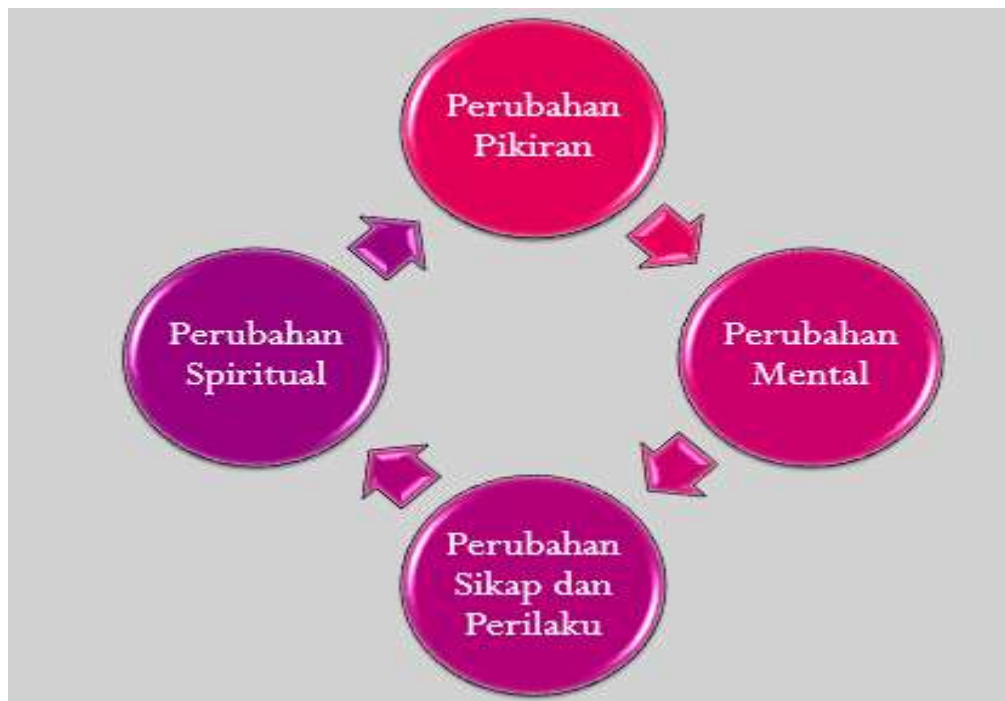 Perubahan
Pikiran
Perubahan
Mental
Perubahan
Sikap dan
Perilaku
Perubahan
Spiritual